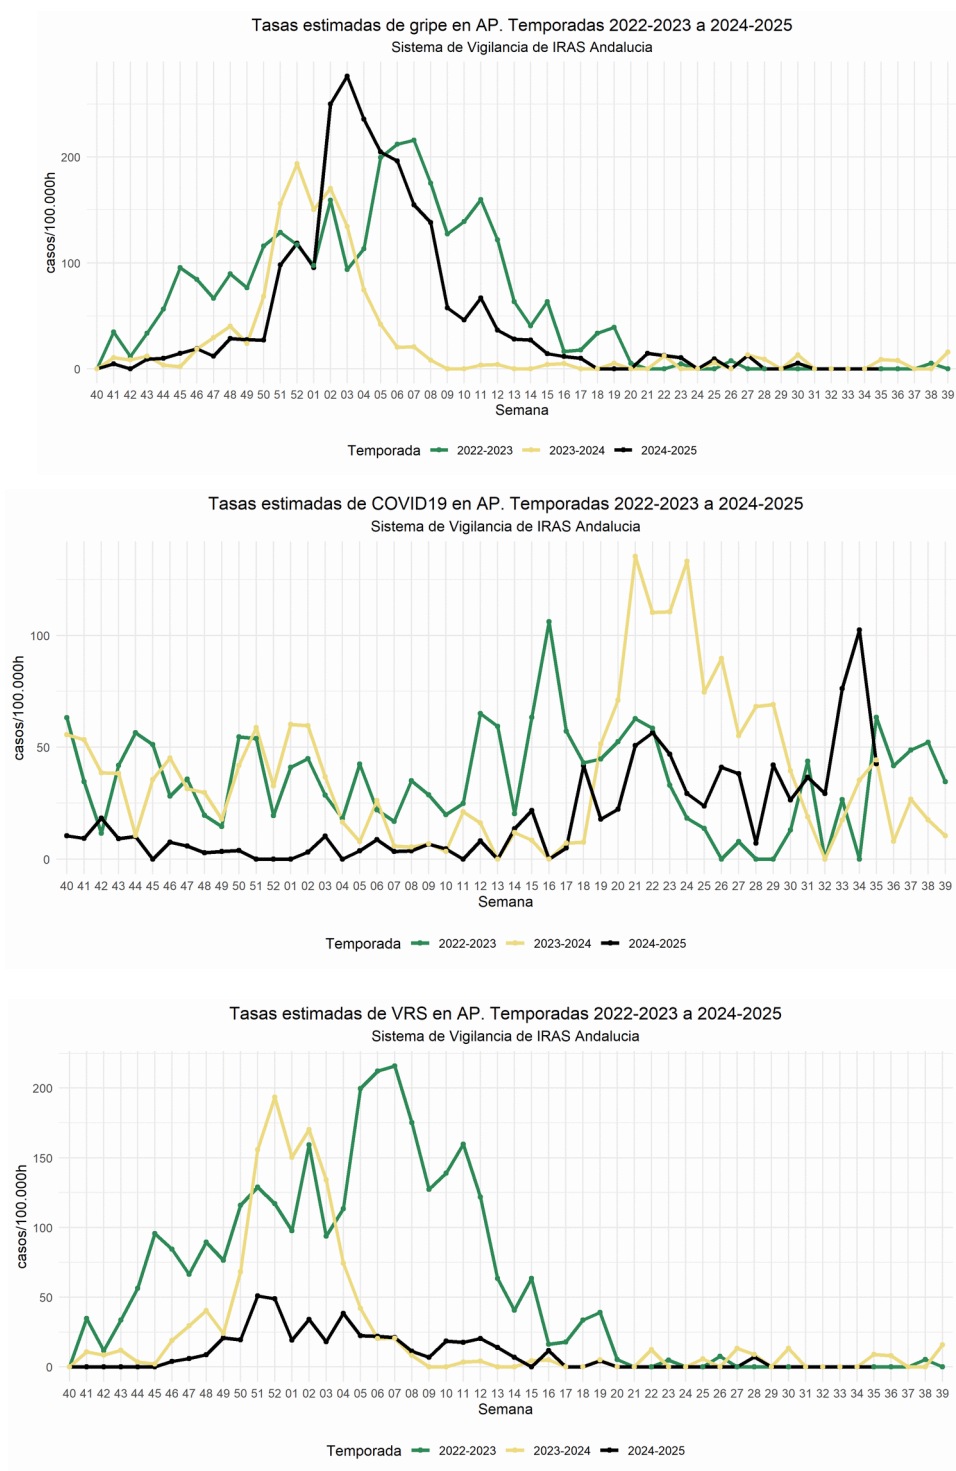 Tasas estimadas de gripe en AP. Temporadas 2022-2023 a 2024-2025
Sistema de Vigilancia de IRAS Andalucia
casos/100.000h
200
100
0
40 41 42 43 44 45 46 47 48 49 50 51 52 01 02 03 04 05 06 07 08 09 10 11 12 13 14 15 16 17 18 19 20 21 22 23 24 25 26 27 28 29 30 31 32 33 34 35 36 37 38 39
Semana
Temporada 2022-2023 2023-2024 2024-2025
Tasas estimadas de COVID19 en AP. Temporadas 2022-2023 a 2024-2025
Sistema de Vigilancia de IRAS Andalucia
casos/100.000h
100
50
0
40 41 42 43 44 45 46 47 48 49 50 51 52 01 02 03 04 05 06 07 08 09 10 11 12 13 14 15 16 17 18 19 20 21 22 23 24 25 26 27 28 29 30 31 32 33 34 35 36 37 38 39
Semana
Temporada 2022-2023 2023-2024 2024-2025
Tasas estimadas de VRS en AP. Temporadas 2022-2023 a 2024-2025
Sistema de Vigilancia de IRAS Andalucia
casos/100.000h
200
150
100
50
0
40 41 42 43 44 45 46 47 48 49 50 51 52 01 02 03 04 05 06 07 08 09 10 11 12 13 14 15 16 17 18 19 20 21 22 23 24 25 26 27 28 29 30 31 32 33 34 35 36 37 38 39
Semana
Temporada 2022-2023 2023-2024 2024-2025